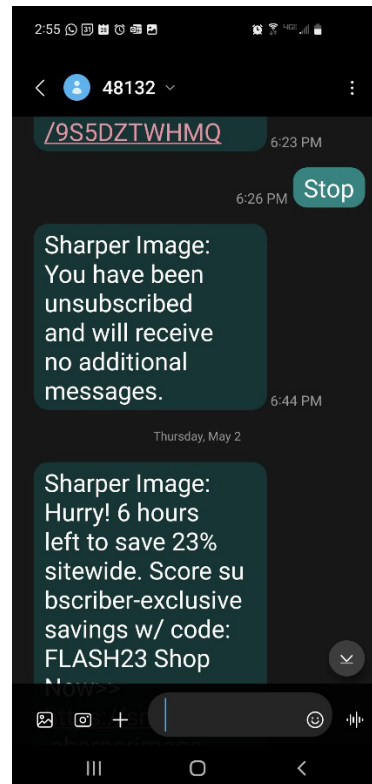 2:55
4GE
48132
/9S5DZTWHMQ
6:23 PM
6:26 PM Stop
Sharper Image:
You have been
unsubscribed
and will receive
no additional
messages.
6:44 PM
Thursday, May 2
Sharper Image:
Hurry! 6 hours
left to save 23%
sitewide. Score su
bscriber-exclusive
savings w/ code:
FLASH23 Shop
Now>>